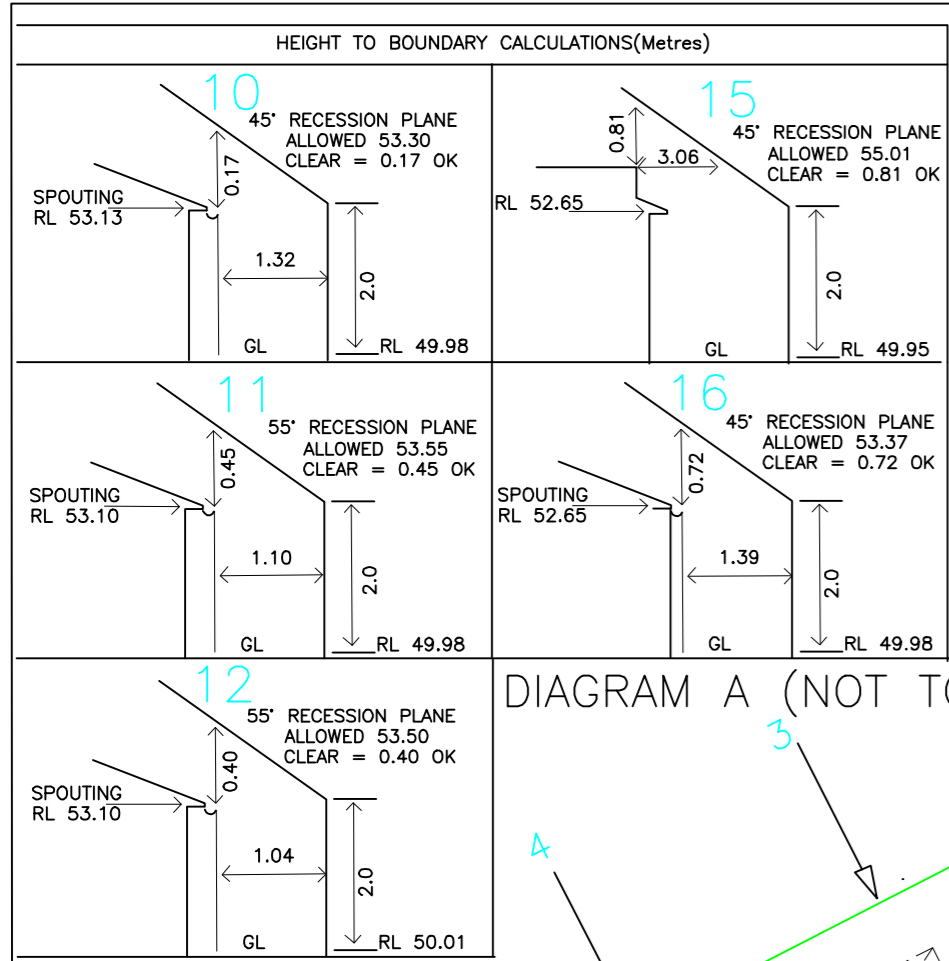 HEIGHT TO BOUNDARY CALCULATIONS(Metres)
10
45° RECESSION PLANE
ALLOWED 53.30
CLEAR = 0.17 OK
0.17
SPOUTING
RL 53.13
1.32
2.0
GL
RL 49.98
15
45° RECESSION PLANE
ALLOWED 55.01
CLEAR = 0.81 OK
0.81
3.06
RL 52.65
2.0
GL
RL 49.95
11
55° RECESSION PLANE
ALLOWED 53.55
CLEAR = 0.45 OK
0.45
SPOUTING
RL 53.10
1.10
2.0
GL
RL 49.98
16
45° RECESSION PLANE
ALLOWED 53.37
CLEAR = 0.72 OK
0.72
SPOUTING
RL 52.65
1.39
2.0
GL
RL 49.98
12
55° RECESSION PLANE
ALLOWED 53.50
CLEAR = 0.40 OK
0.40
SPOUTING
RL 53.10
1.04
2.0
GL
RL 50.01
DIAGRAM A (NOT TO
3
4